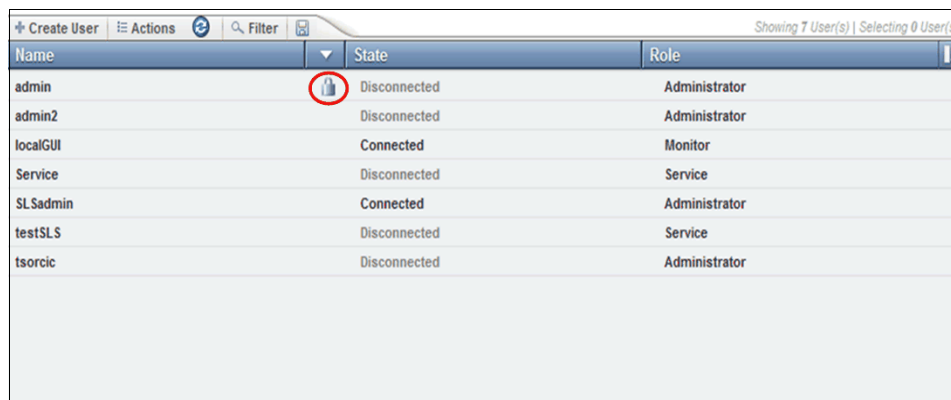 Create User Actions Filter Showing 7 User(s) | Selecting 0 User(s
Name State Role
admin Disconnected Administrator
admin2 Disconnected Administrator
localGUI Connected Monitor
Service Disconnected Service
SLSadmin Connected Administrator
testSLS Disconnected Service
tsorcic Disconnected Administrator